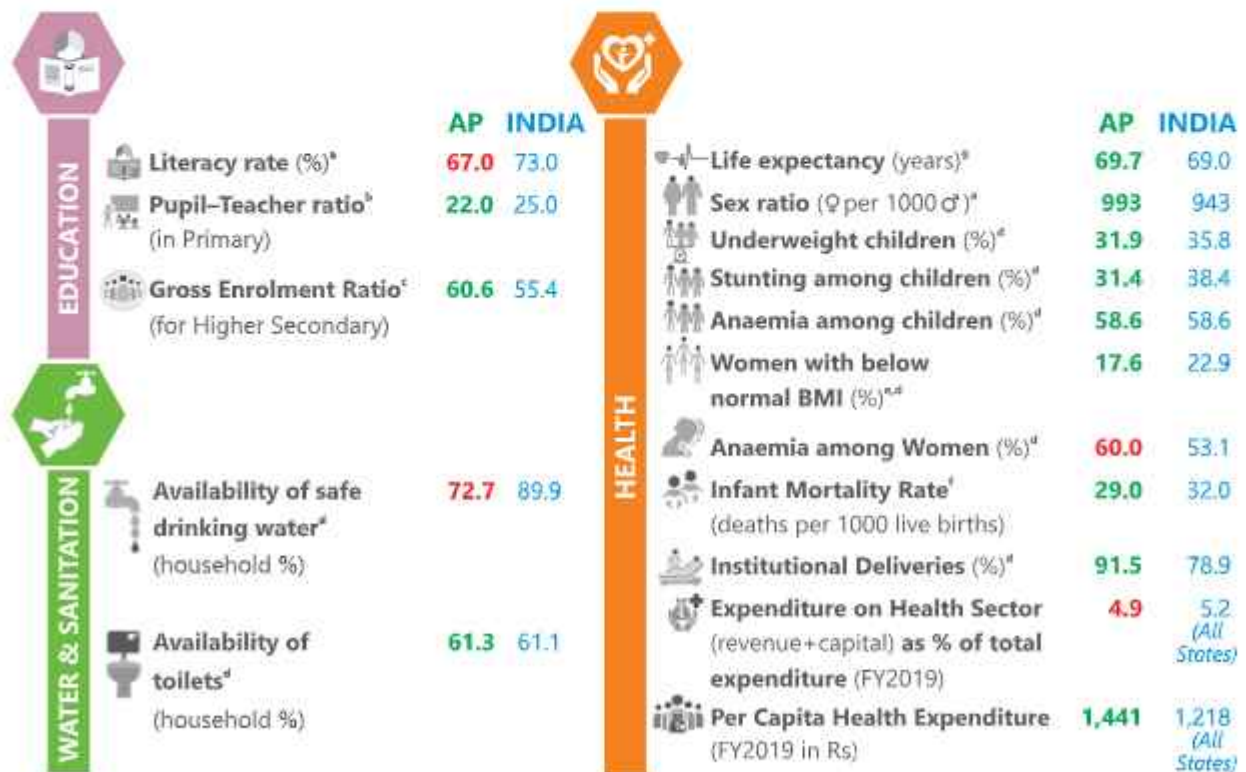 EDUCATION
AP INDIA
Literacy rate (%)ᵃ 67.0 73.0
Pupil–Teacher ratioᵇ 22.0 25.0
(in Primary)
Gross Enrolment Ratioᶜ 60.6 55.4
(for Higher Secondary)
WATER & SANITATION
Availability of safe 72.7 89.9
drinking waterᵈ
(household %)
Availability of 61.3 61.1
toiletsᵈ
(household %)
HEALTH
AP INDIA
Life expectancy (years)ᵉ 69.7 69.0
Sex ratio (♀ per 1000 ♂)ᵃ 993 943
Underweight children (%)ᵈ 31.9 35.8
Stunting among children (%)ᵈ 31.4 38.4
Anaemia among children (%)ᵈ 58.6 58.6
Women with below 17.6 22.9
normal BMI (%)
Anaemia among Women (%)ᵈ 60.0 53.1
Infant Mortality Rateᶠ 29.0 32.0
(deaths per 1000 live births)
Institutional Deliveries (%)ᵈ 91.5 78.9
Expenditure on Health Sector 4.9 5.2
(revenue+capital) as % of total (All States)
expenditure (FY2019)
Per Capita Health Expenditure 1,441 1,218
(FY2019 in Rs) (All States)